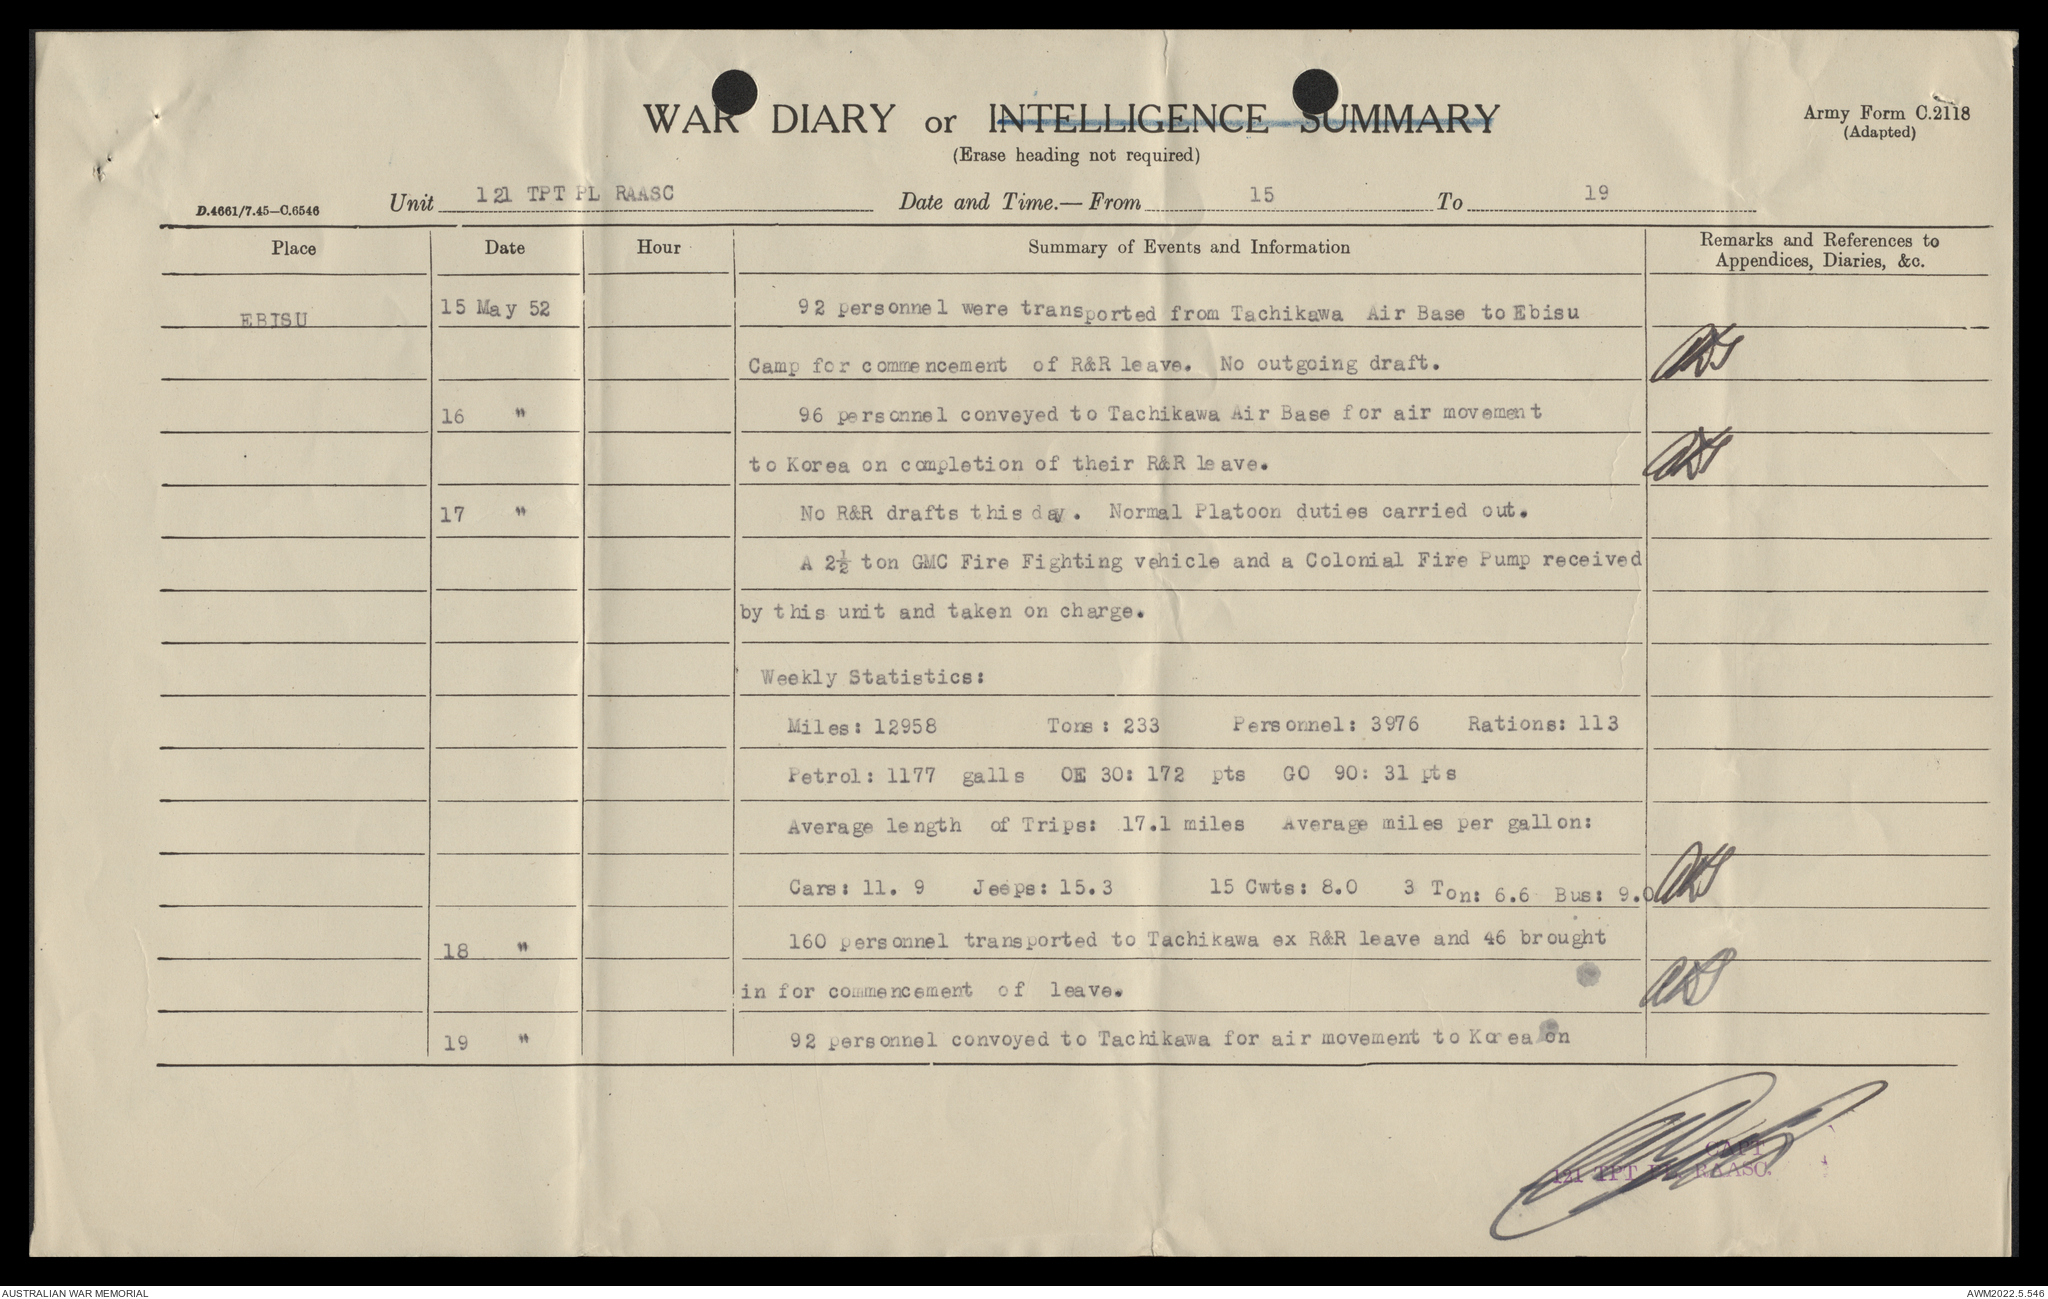 WAR DIARY or INTELLIGENCE SUMMARY
(Erase heading not required)
Army Form C.2118
(Adapted)
D.4661/7.45—C.6546
Unit 121 TPT PL RAASC Date and Time.—From 15 To 19
Place Date Hour Summary of Events and Information Remarks and References to
Appendices, Diaries, &c.
EBISU 15 May 52 92 personnel were transported from Tachikawa Air Base to Ebisu
Camp for commencement of R&R leave. No outgoing draft.
16 " 96 personnel conveyed to Tachikawa Air Base for air movement
to Korea on completion of their R&R leave.
17 " No R&R drafts this day. Normal Platoon duties carried out.
A 2½ ton GMC Fire Fighting vehicle and a Colonial Fire Pump received
by this unit and taken on charge.
Weekly Statistics:
Miles: 12958 Tons: 233 Personnel: 3976 Rations: 113
Petrol: 1177 galls OE 30: 172 pts GO 90: 31 pts
Average length of Trips: 17.1 miles Average miles per gallon:
Cars: 11. 9 Jeeps: 15.3 15 Cwts: 8.0 3 Ton: 6.6 Bus: 9.0
18 " 160 personnel transported to Tachikawa ex R&R leave and 46 brought
in for commencement of leave.
19 " 92 personnel convoyed to Tachikawa for air movement to Korea on
CAPT
121 TPT PL RAASC.
AUSTRALIAN WAR MEMORIAL
AWM2022.5.546